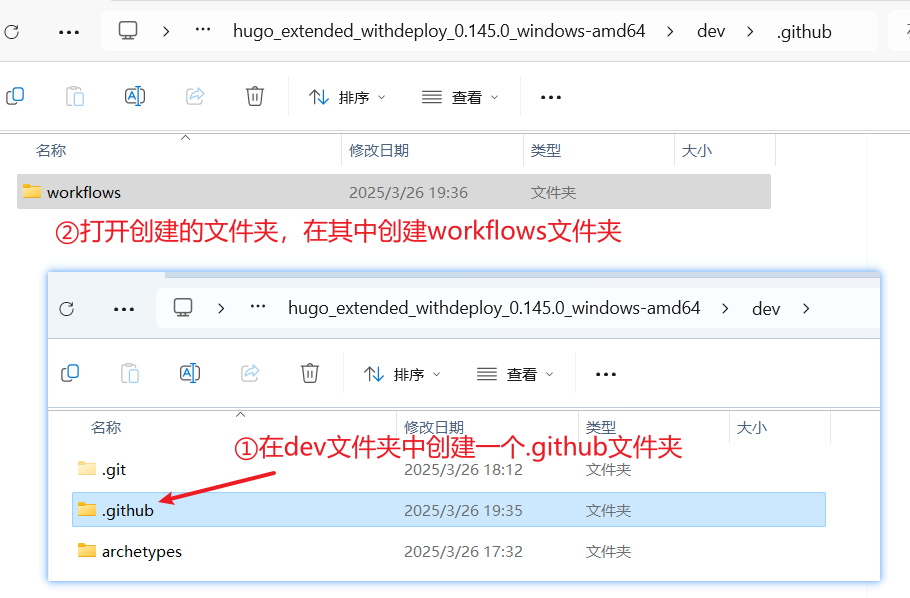 hugo_extended_withdeploy_0.145.0_windows-amd64 > dev > .github
排序 查看
名称 修改日期 类型 大小
workflows 2025/3/26 19:36 文件夹
②打开创建的文件夹，在其中创建workflows文件夹
hugo_extended_withdeploy_0.145.0_windows-amd64 > dev >
排序 查看
名称 修改日期 类型 大小
①在dev文件夹中创建一个.github文件夹
.git 2025/3/26 18:12 文件夹
.github 2025/3/26 19:35 文件夹
archetypes 2025/3/26 17:32 文件夹